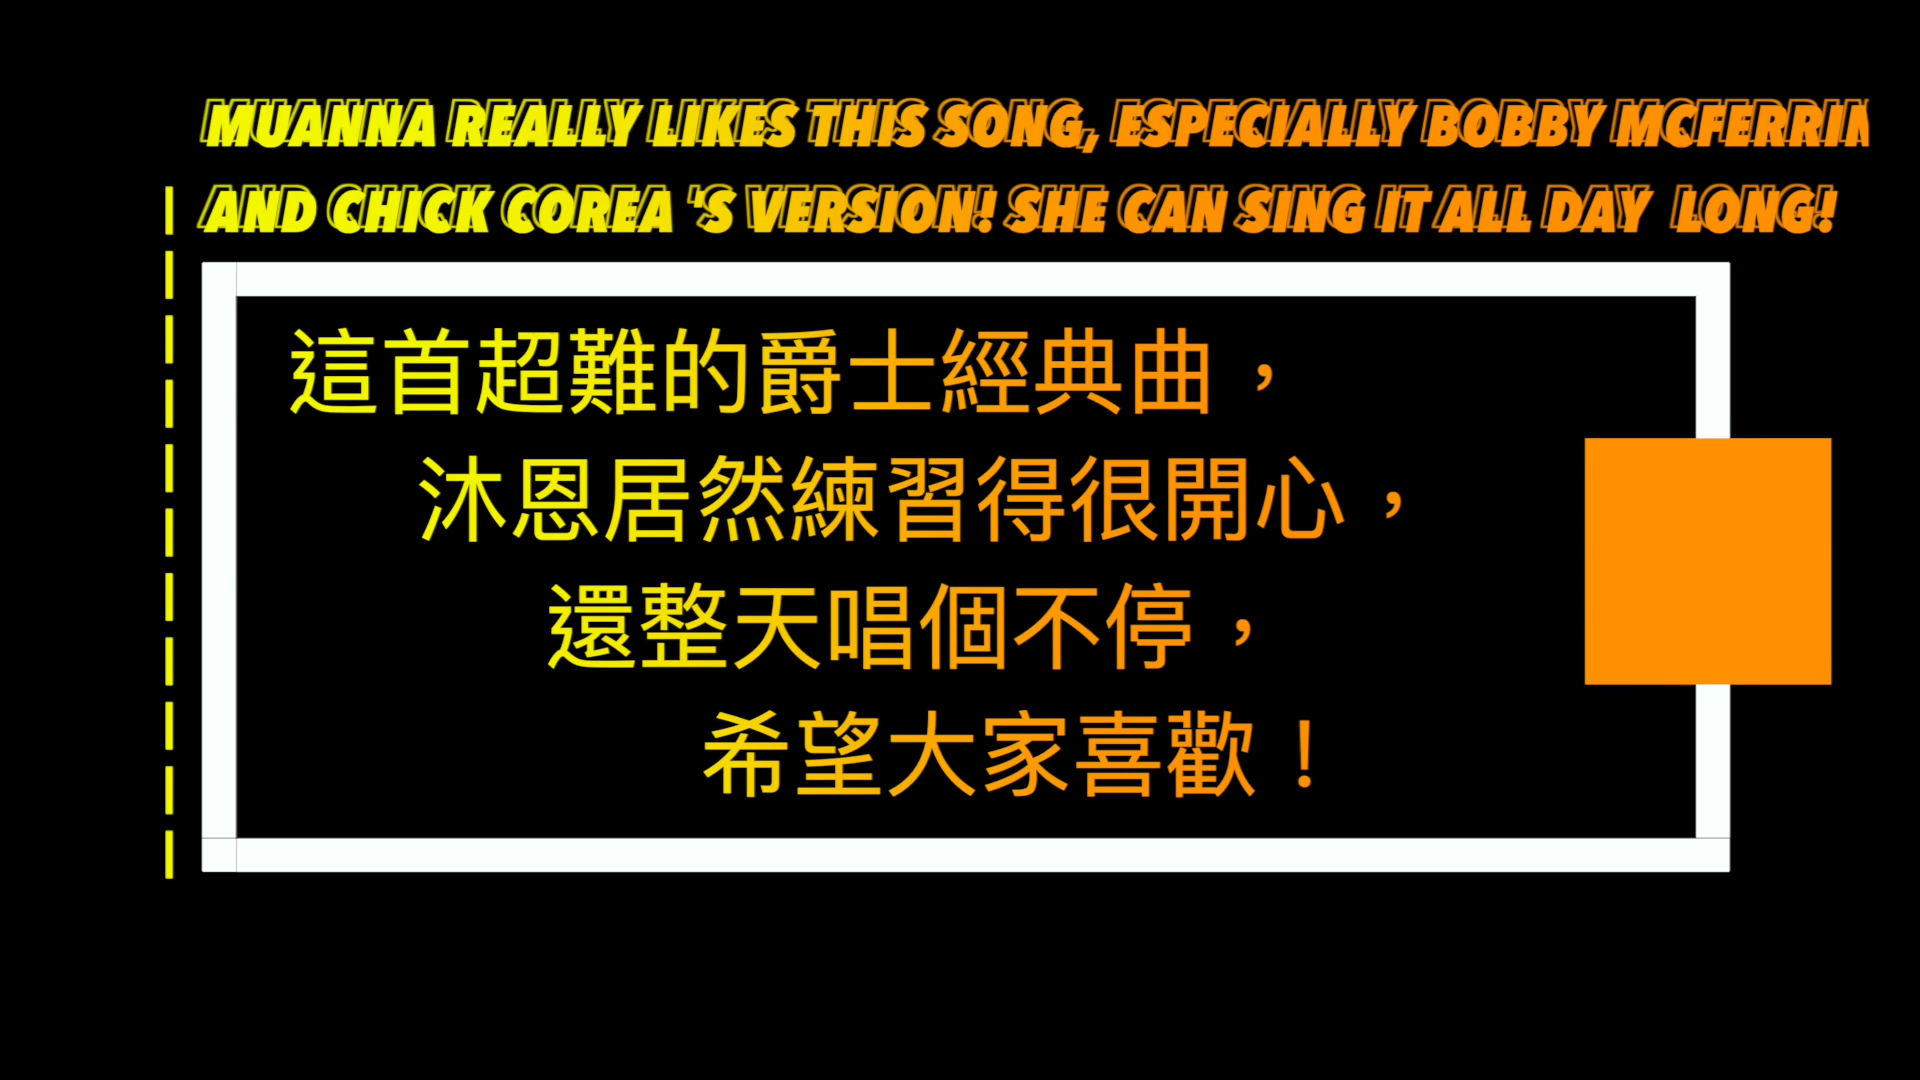 MUANNA REALLY LIKES THIS SONG, ESPECIALLY BOBBY MCFERRIN
AND CHICK COREA 'S VERSION! SHE CAN SING IT ALL DAY LONG!
這首超難的爵士經典曲，
沐恩居然練習得很開心，
還整天唱個不停，
希望大家喜歡！